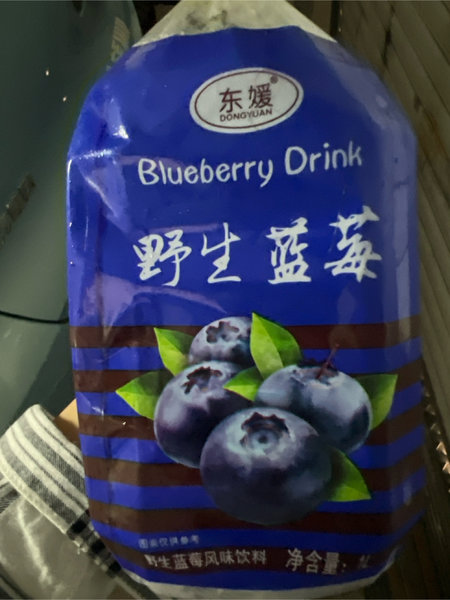 东媛®
DONGYUAN
Blueberry Drink
野生蓝莓
图案仅供参考
野生蓝莓风味饮料 净含量: